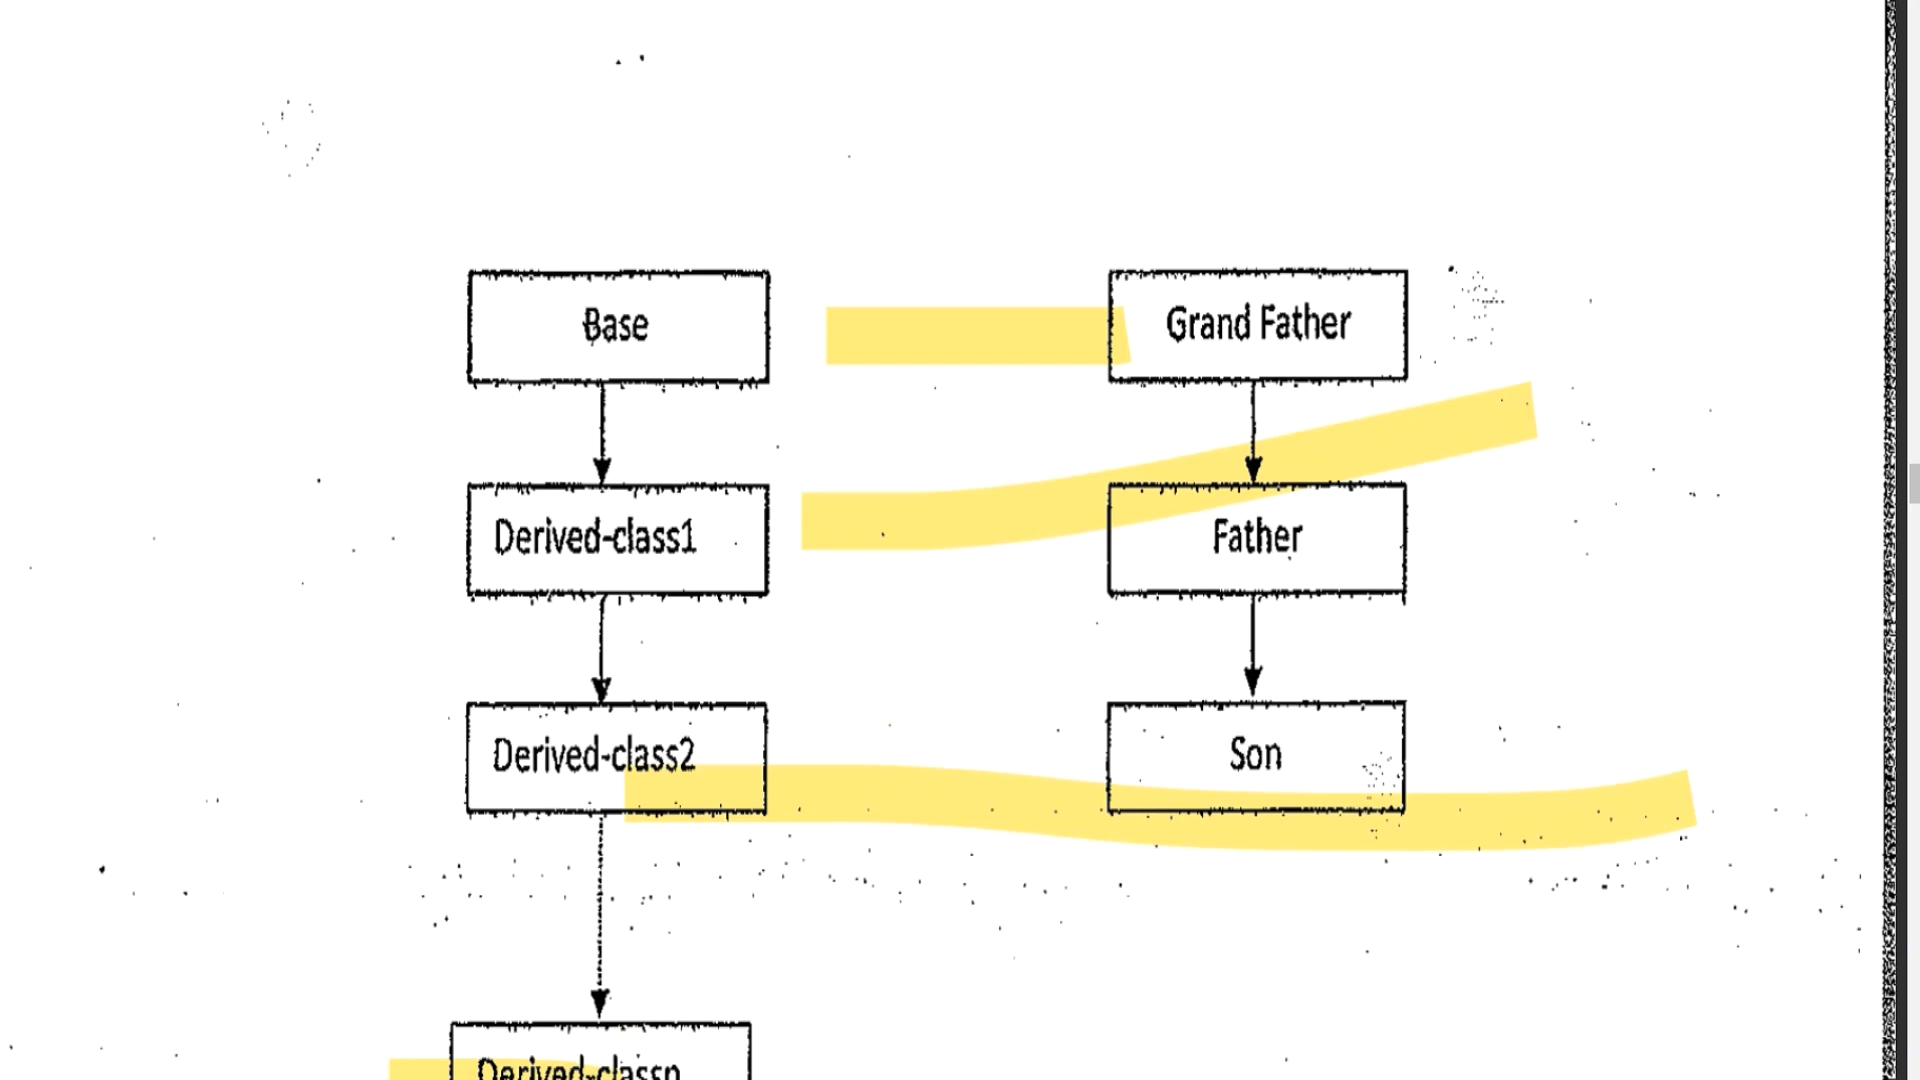 Base
Grand Father
Derived-class1
Father
Derived-class2
Son
Derived-classn